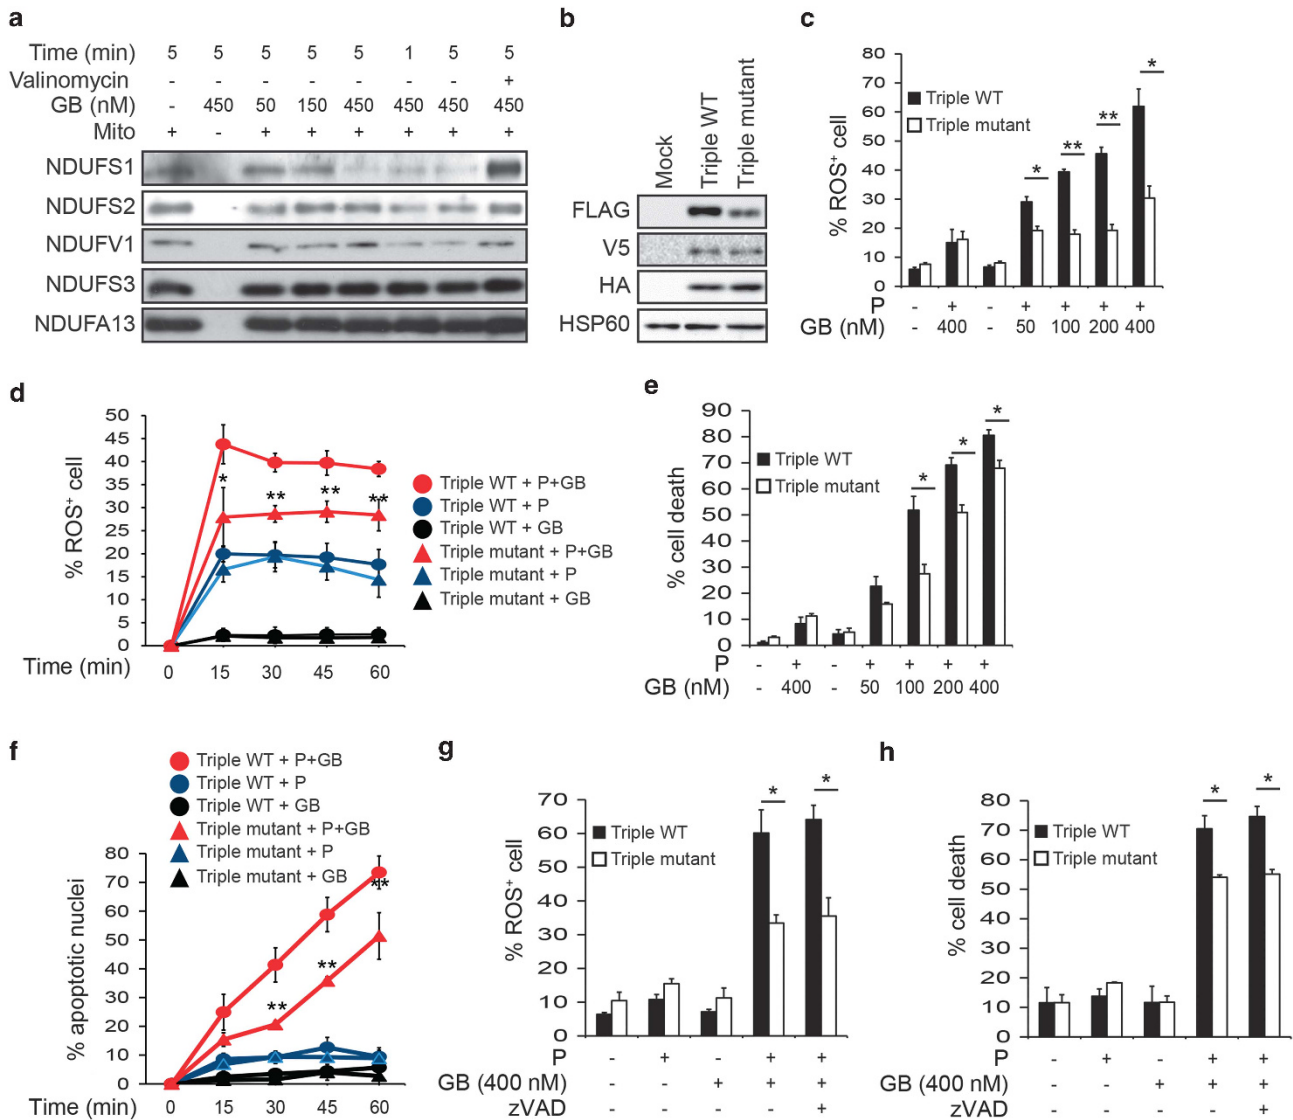 a
Time (min) 5 5 5 5 5 1 5 5
Valinomycin - - - - - - - +
GB (nM) - 450 50 150 450 450 450 450
Mito + - + + + + + +
NDUFS1
NDUFS2
NDUFV1
NDUFS3
NDUFA13
b
Mock
Triple WT
Triple mutant
FLAG
V5
HA
HSP60
c
% ROS+ cell
80
70
60
50
40
30
20
10
0
Triple WT
Triple mutant
* ** ** *
P - + - + + + +
GB (nM) - 400 - 50 100 200 400
d
% ROS+ cell
50
45
40
35
30
25
20
15
10
5
0
* ** ** **
Time (min) 0 15 30 45 60
Triple WT + P+GB
Triple WT + P
Triple WT + GB
Triple mutant + P+GB
Triple mutant + P
Triple mutant + GB
e
% cell death
90
80
70
60
50
40
30
20
10
0
Triple WT
Triple mutant
* * *
P - + - + + + +
GB (nM) - 400 - 50 100 200 400
f
Triple WT + P+GB
Triple WT + P
Triple WT + GB
Triple mutant + P+GB
Triple mutant + P
Triple mutant + GB
% apoptotic nuclei
80
70
60
50
40
30
20
10
0
** ** **
Time (min) 0 15 30 45 60
g
% ROS+ cell
70
60
50
40
30
20
10
0
Triple WT
Triple mutant
* *
P - + - + +
GB (400 nM) - - + + +
zVAD - - - - +
h
% cell death
80
70
60
50
40
30
20
10
0
Triple WT
Triple mutant
* *
P - + - + +
GB (400 nM) - - + + +
zVAD - - - - +